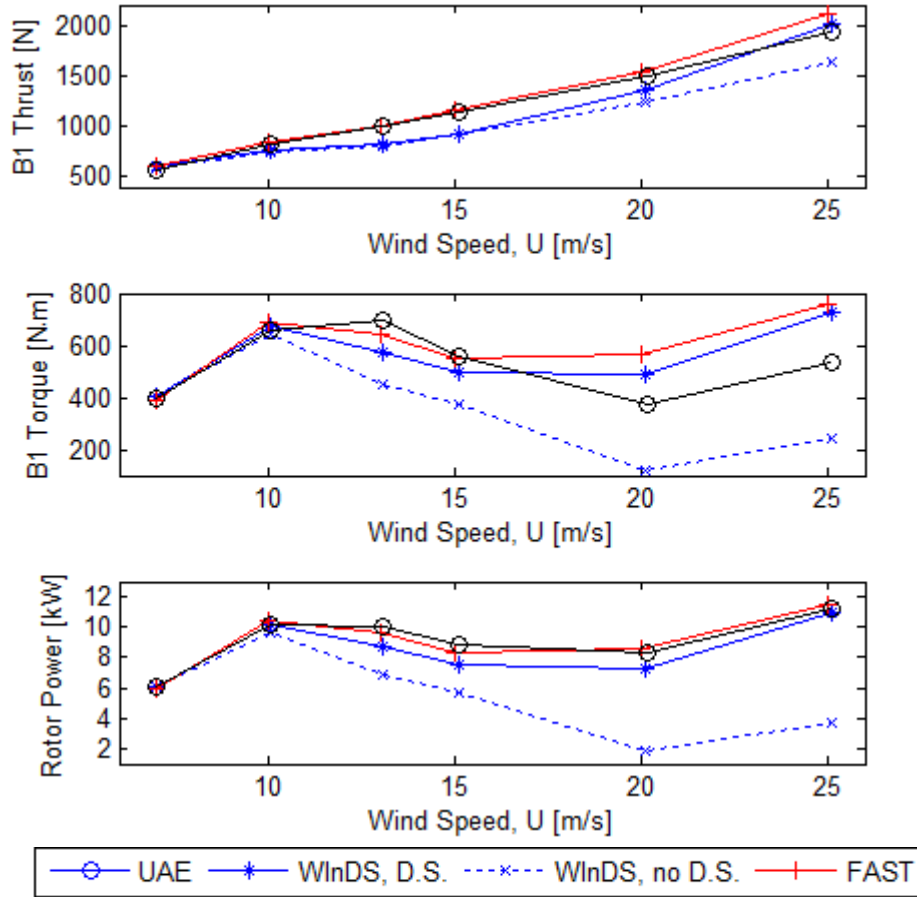 B1 Thrust [N]
2000
1500
1000
500
10 15 20 25
Wind Speed, U [m/s]
B1 Torque [N.m]
800
600
400
200
10 15 20 25
Wind Speed, U [m/s]
Rotor Power [kW]
12
10
8
6
4
2
10 15 20 25
Wind Speed, U [m/s]
UAE WInDS, D.S. WInDS, no D.S. FAST